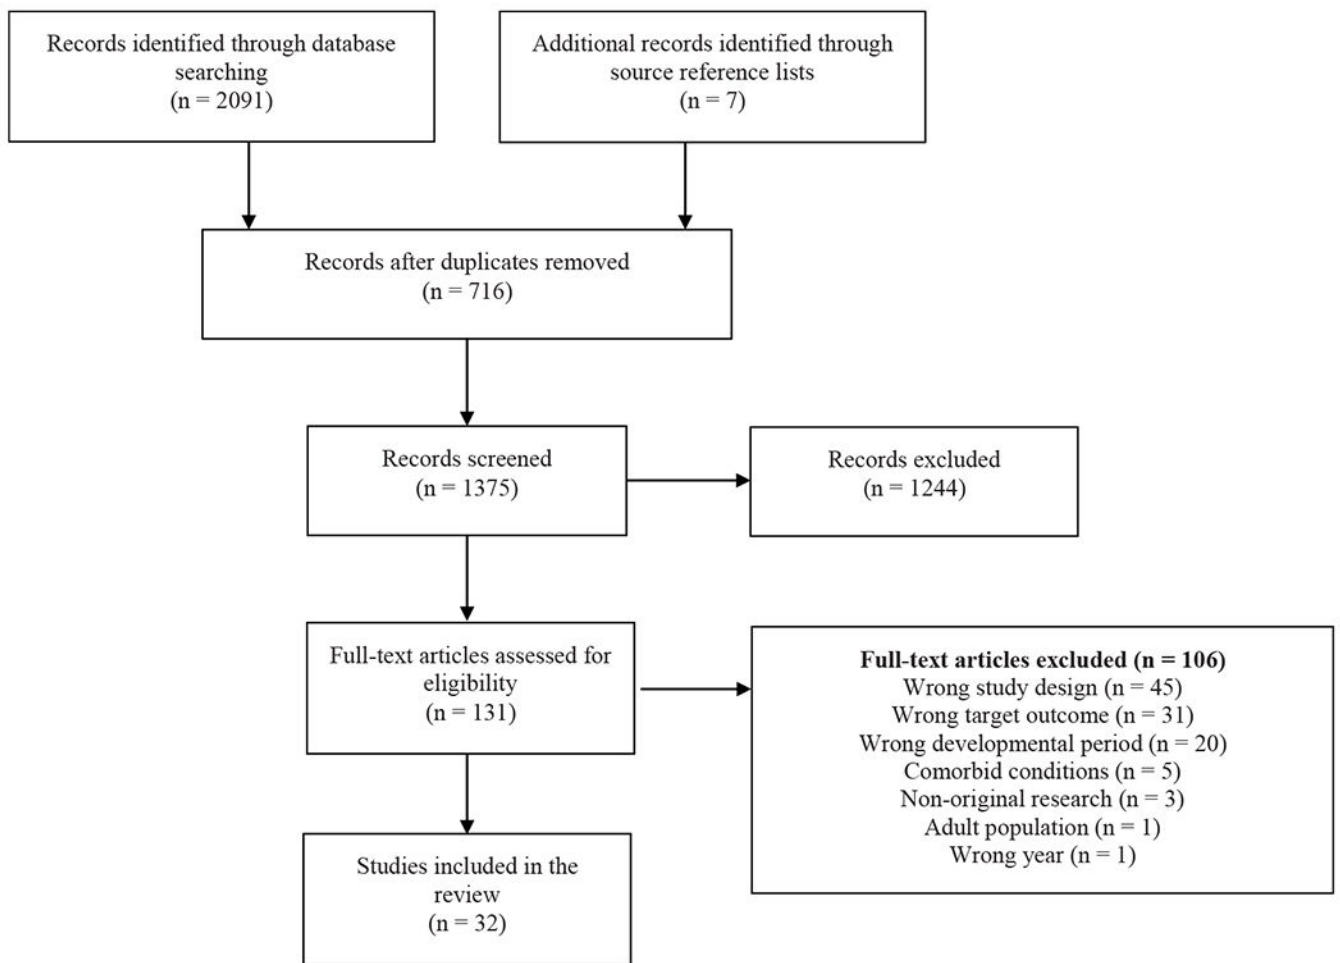 Records identified through database
searching
(n = 2091)
Additional records identified through
source reference lists
(n = 7)
Records after duplicates removed
(n = 716)
Records screened
(n = 1375)
Records excluded
(n = 1244)
Full-text articles assessed for
eligibility
(n = 131)
Full-text articles excluded (n = 106)
Wrong study design (n = 45)
Wrong target outcome (n = 31)
Wrong developmental period (n = 20)
Comorbid conditions (n = 5)
Non-original research (n = 3)
Adult population (n = 1)
Wrong year (n = 1)
Studies included in the
review
(n = 32)